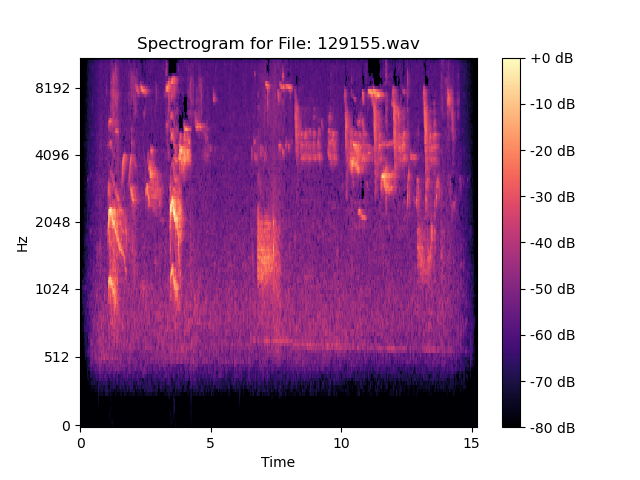 Spectrogram for File: 129155.wav
8192
4096
2048
1024
512
0
Hz
0
5
10
15
Time
+0 dB
-10 dB
-20 dB
-30 dB
-40 dB
-50 dB
-60 dB
-70 dB
-80 dB